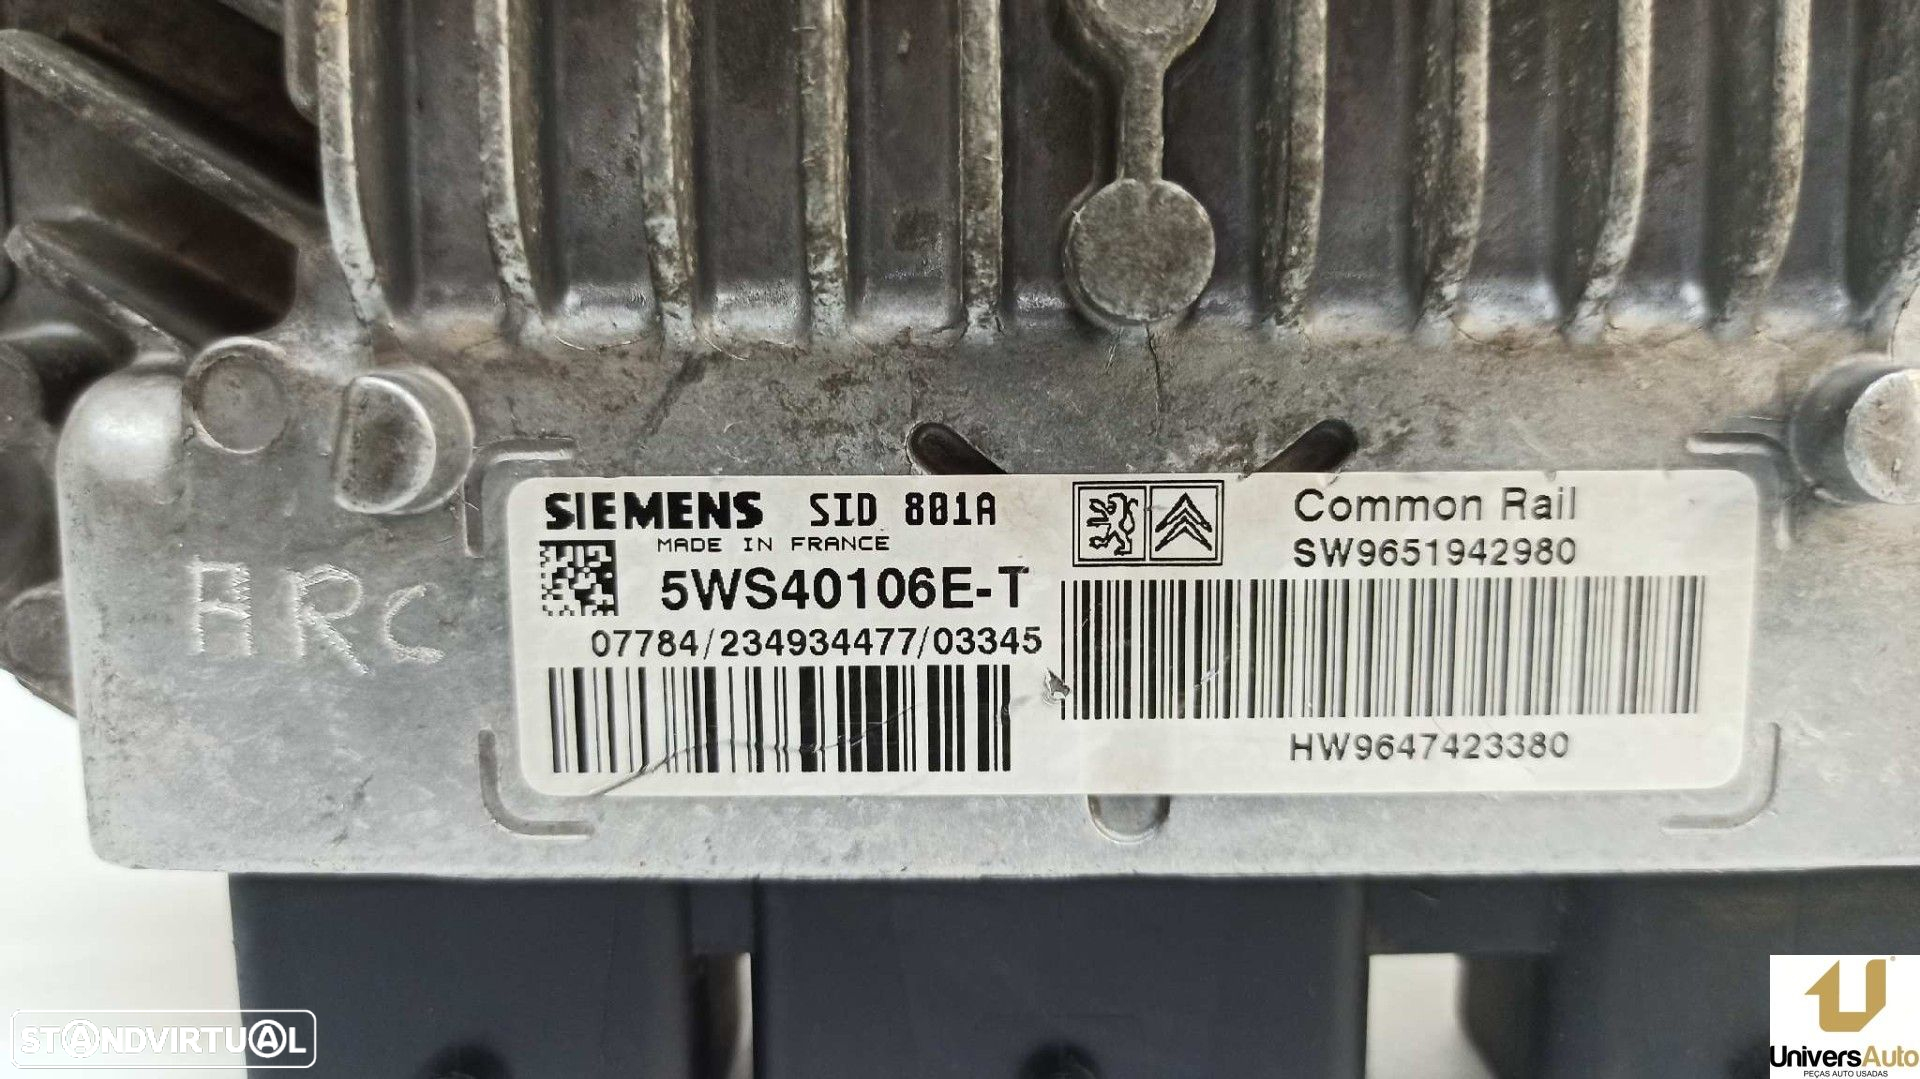 SIEMENS SID 801A
MADE IN FRANCE
5WS40106E-T
07784/234934477/03345
Common Rail
SW9651942980
HW9647423380
ARC
STANDVIRTUAL
UniversAuto
PEÇAS AUTO USADAS